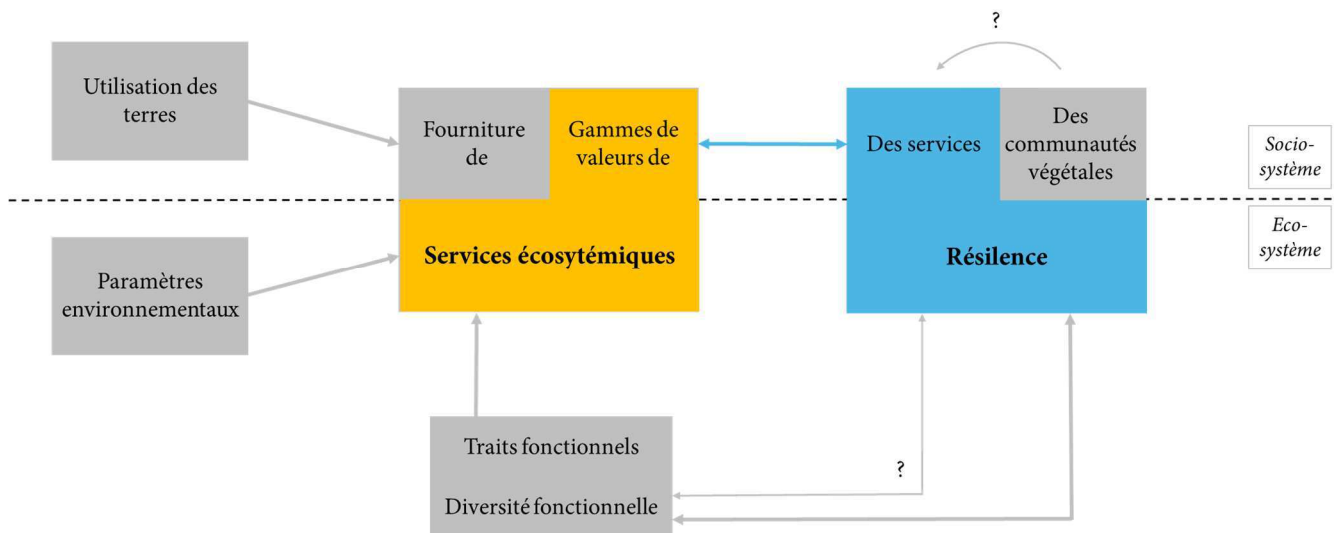 ?
Utilisation des
terres
Fourniture
de
Gammes de
valeurs de
Des services
Des
communautés
végétales
Socio-
système
Services écosytémiques
Résilence
Eco-
système
Paramètres
environnementaux
Traits fonctionnels
?
Diversité fonctionnelle